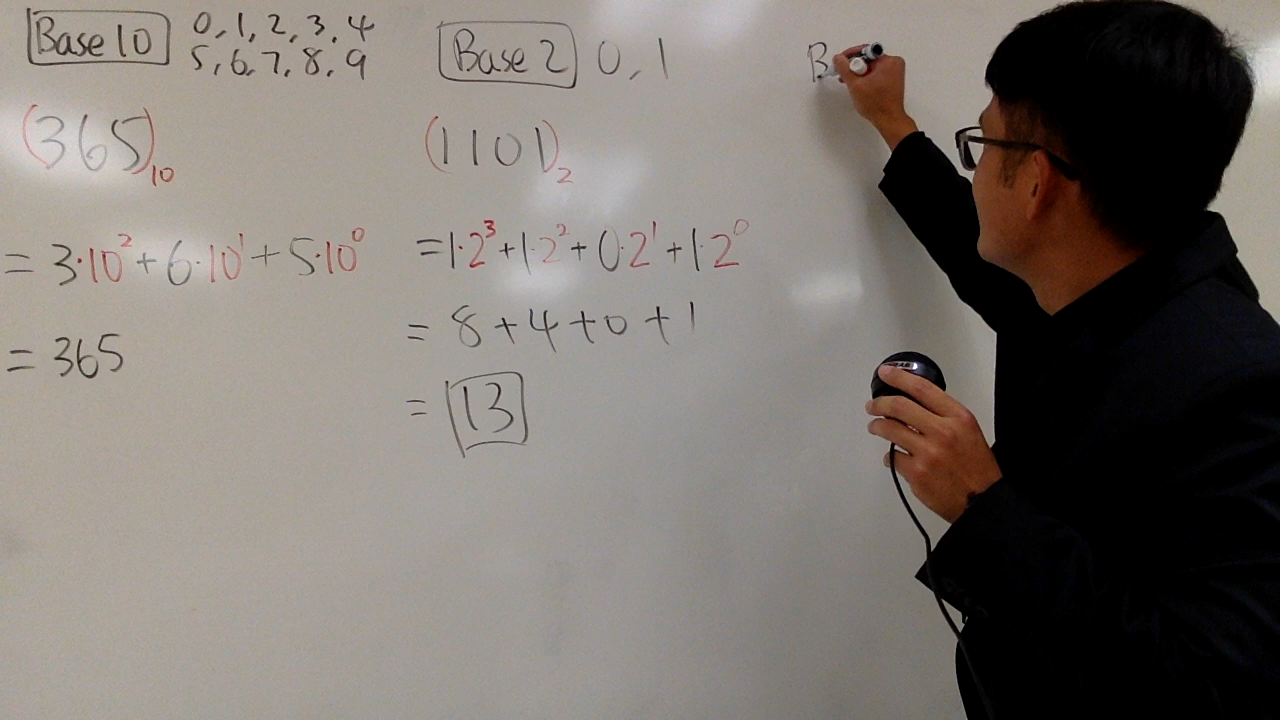 Base 10 0, 1, 2, 3, 4
5, 6, 7, 8, 9
(365)₁₀
= 3·10² + 6·10¹ + 5·10⁰
= 365
Base 2 0, 1
(1101)₂
= 1·2³ + 1·2² + 0·2¹ + 1·2⁰
= 8 + 4 + 0 + 1
= 13
B